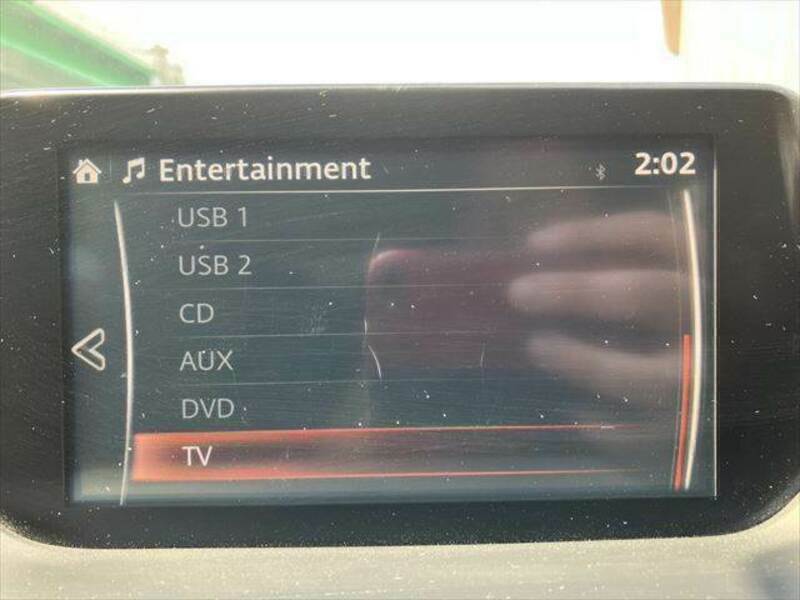 Entertainment 2:02
USB 1
USB 2
CD
AUX
DVD
TV